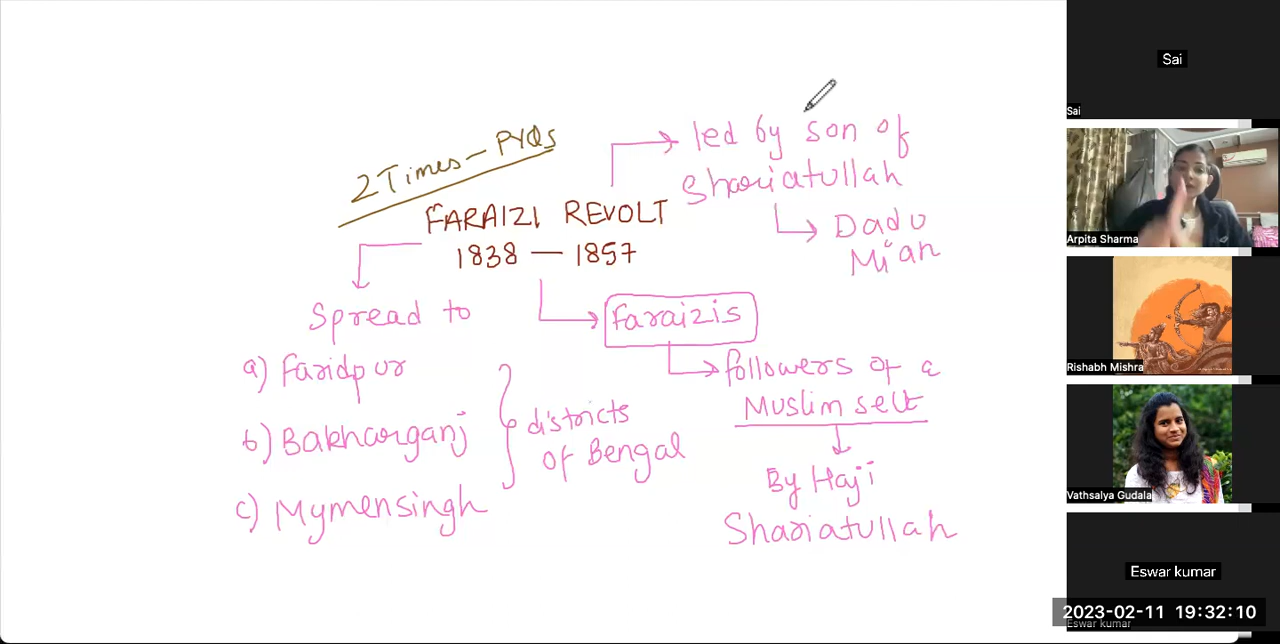 2 Times - PYQs
FARAIZI REVOLT
1838 — 1857
led by son of
Shariatullah
Dadu
Mian
Spread to
a) Faridpur
b) Bakharganj
c) Mymensingh
districts
of Bengal
faraizis
followers of a
Muslim sect
By Haji
Shariatullah
Sai
Sai
Arpita Sharma
Rishabh Mishra
Vathsalya Gudala
Eswar kumar
2023-02-11 19:32:10
Eswar kumar